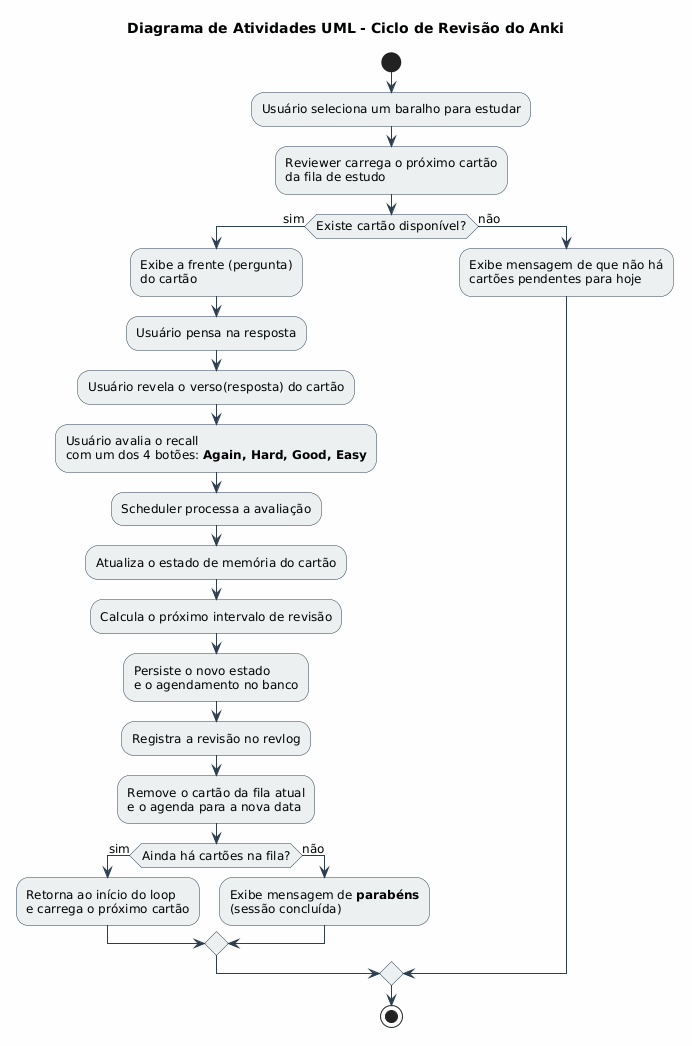 Diagrama de Atividades UML - Ciclo de Revisão do Anki
Usuário seleciona um baralho para estudar
Reviewer carrega o próximo cartão
da fila de estudo
sim
Existe cartão disponível?
não
Exibe a frente (pergunta)
do cartão
Exibe mensagem de que não há
cartões pendentes para hoje
Usuário pensa na resposta
Usuário revela o verso(resposta) do cartão
Usuário avalia o recall
com um dos 4 botões: Again, Hard, Good, Easy
Scheduler processa a avaliação
Atualiza o estado de memória do cartão
Calcula o próximo intervalo de revisão
Persiste o novo estado
e o agendamento no banco
Registra a revisão no revlog
Remove o cartão da fila atual
e o agenda para a nova data
sim
Ainda há cartões na fila?
não
Retorna ao início do loop
e carrega o próximo cartão
Exibe mensagem de parabéns
(sessão concluída)